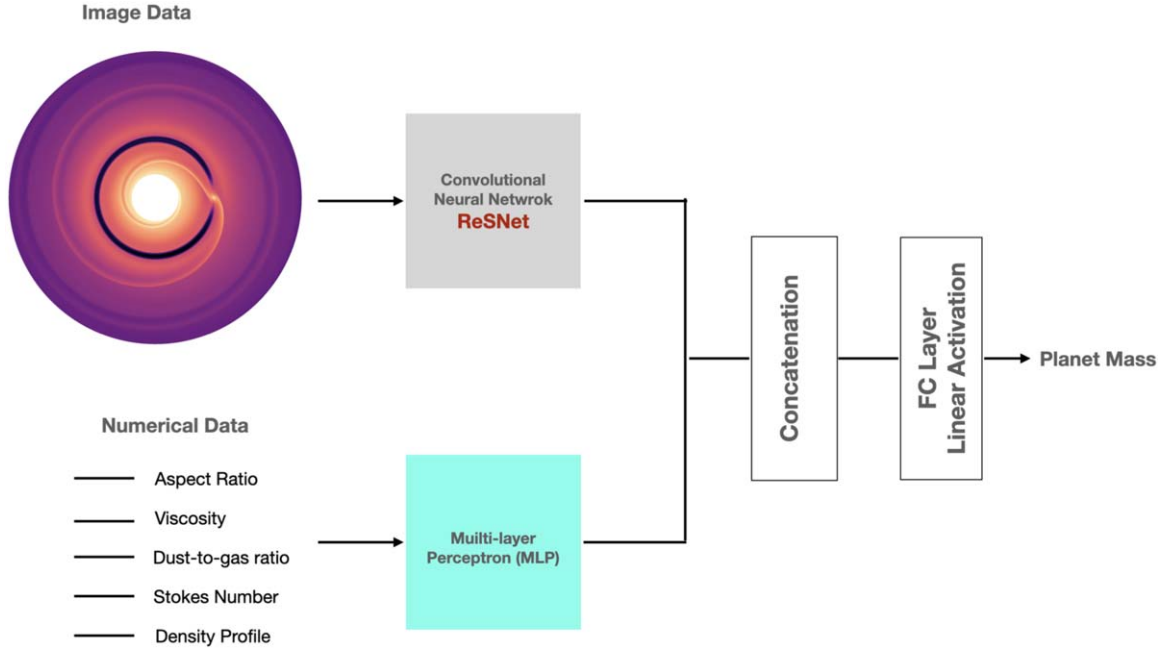 Image Data
Convolutional
Neural Netwrok
ReSNet
Concatenation
FC Layer
Linear Activation
Planet Mass
Numerical Data
Aspect Ratio
Viscosity
Dust-to-gas ratio
Stokes Number
Density Profile
Muilti-layer
Perceptron (MLP)